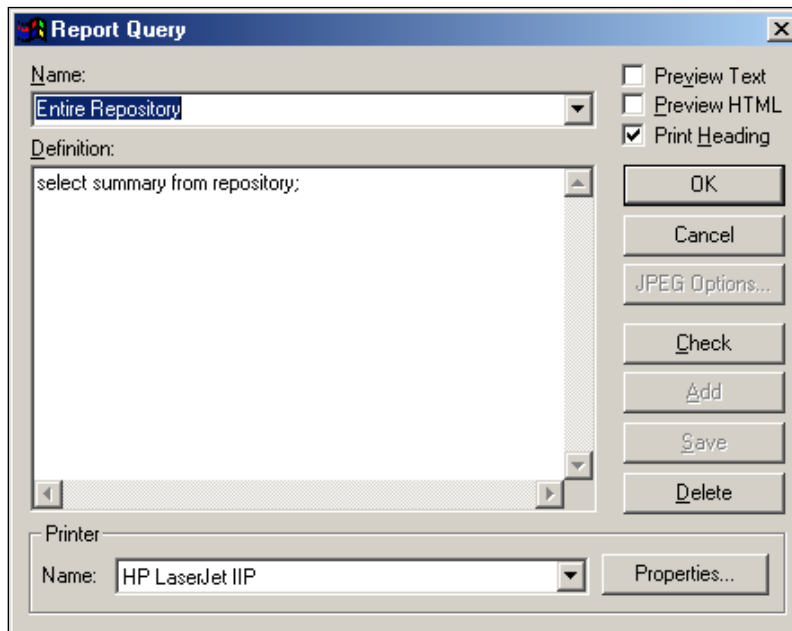 Report Query
Name:
Entire Repository
Definition:
select summary from repository;
Preview Text
Preview HTML
Print Heading
OK
Cancel
JPEG Options...
Check
Add
Save
Delete
Printer
Name: HP LaserJet IIP Properties...